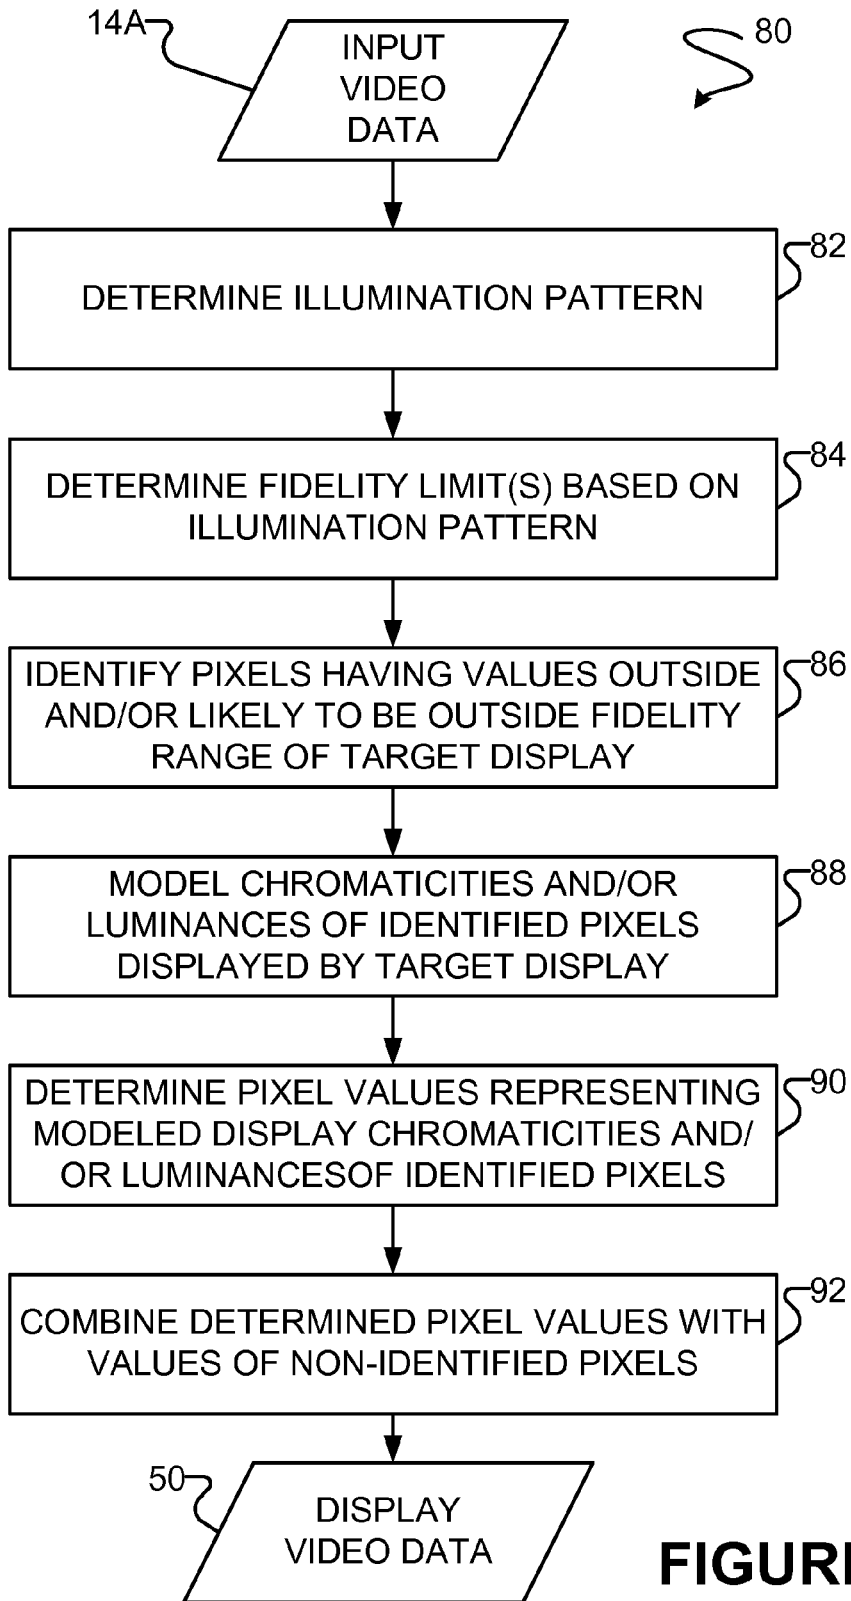 14A
INPUT
VIDEO
DATA
80
DETERMINE ILLUMINATION PATTERN
82
DETERMINE FIDELITY LIMIT(S) BASED ON
ILLUMINATION PATTERN
84
IDENTIFY PIXELS HAVING VALUES OUTSIDE
AND/OR LIKELY TO BE OUTSIDE FIDELITY
RANGE OF TARGET DISPLAY
86
MODEL CHROMATICITIES AND/OR
LUMINANCES OF IDENTIFIED PIXELS
DISPLAYED BY TARGET DISPLAY
88
DETERMINE PIXEL VALUES REPRESENTING
MODELED DISPLAY CHROMATICITIES AND/
OR LUMINANCESOF IDENTIFIED PIXELS
90
COMBINE DETERMINED PIXEL VALUES WITH
VALUES OF NON-IDENTIFIED PIXELS
92
50
DISPLAY
VIDEO DATA
FIGURE